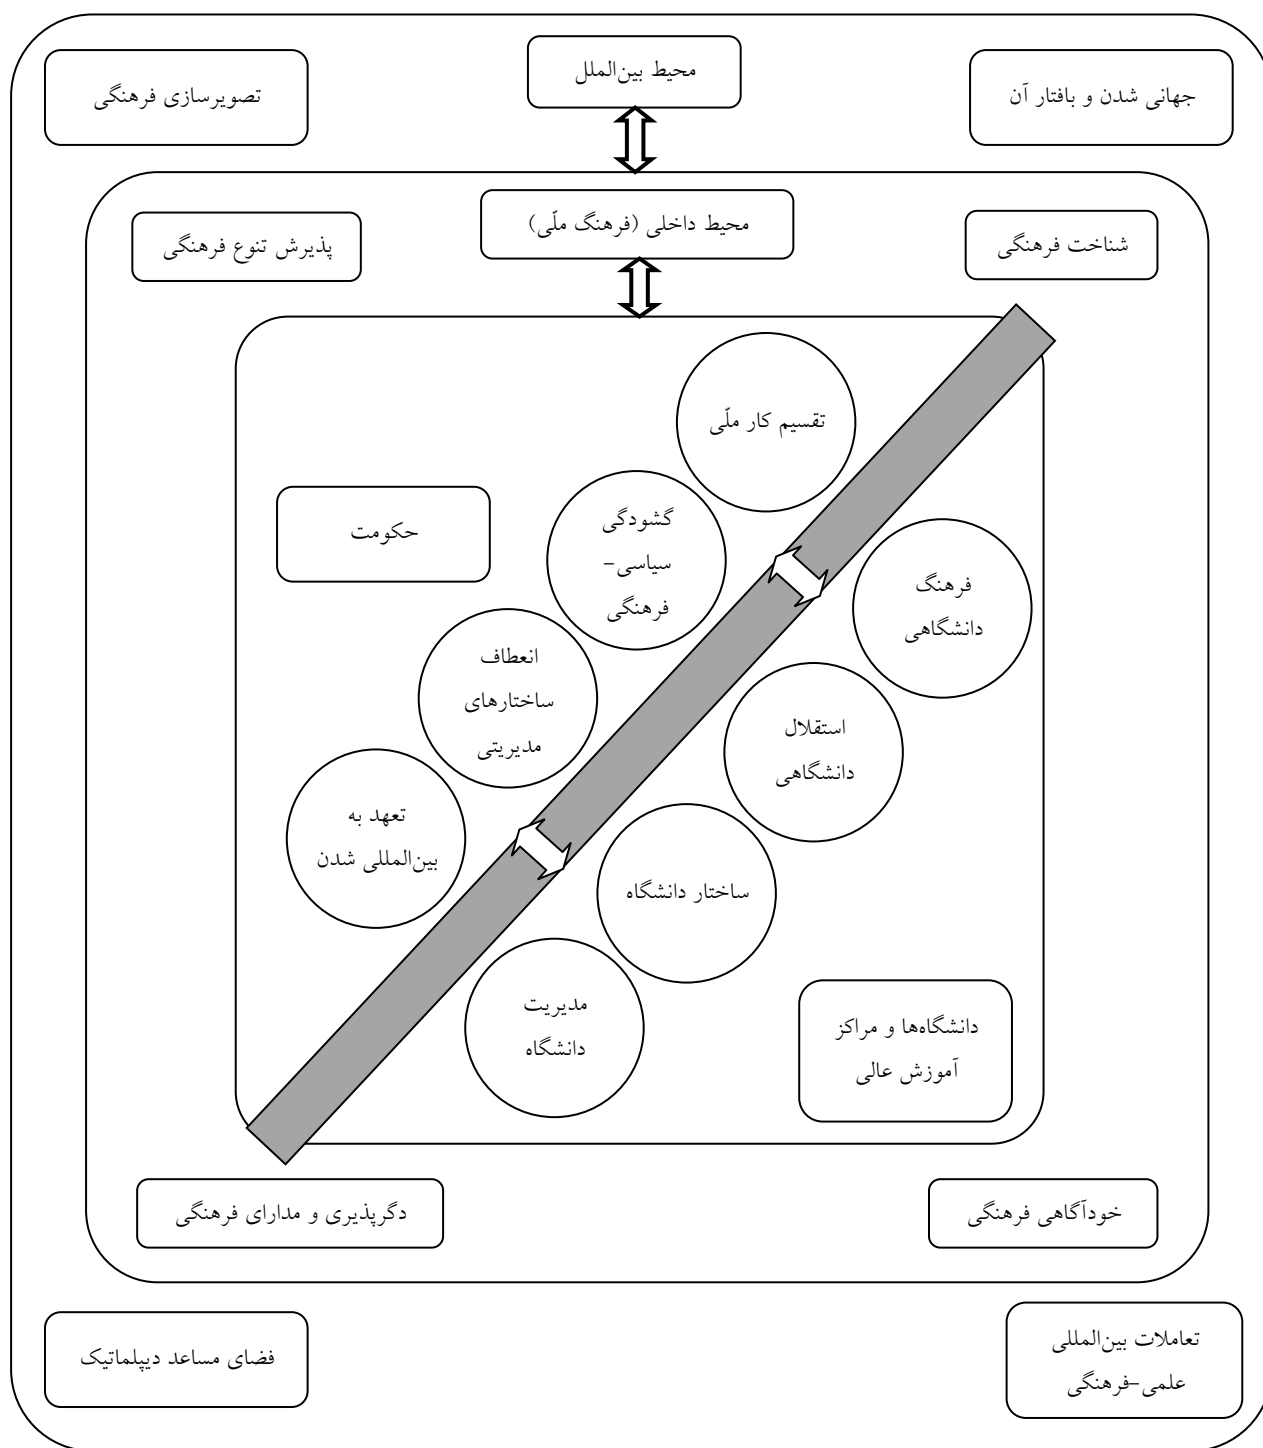 جهانی شدن و بافتار آن
محیط بین‌الملل
تصویرسازی فرهنگی
شناخت فرهنگی
محیط داخلی (فرهنگ ملّی)
پذیرش تنوع فرهنگی
تقسیم کار ملّی
گشودگی
سیاسی-
فرهنگی
حکومت
فرهنگ
دانشگاهی
انعطاف
ساختارهای
مدیریتی
استقلال
دانشگاهی
تعهد به
بین‌المللی شدن
ساختار دانشگاه
مدیریت
دانشگاه
دانشگاه‌ها و مراکز
آموزش عالی
خودآگاهی فرهنگی
دگرپذیری و مدارای فرهنگی
تعاملات بین‌المللی
علمی-فرهنگی
فضای مساعد دیپلماتیک